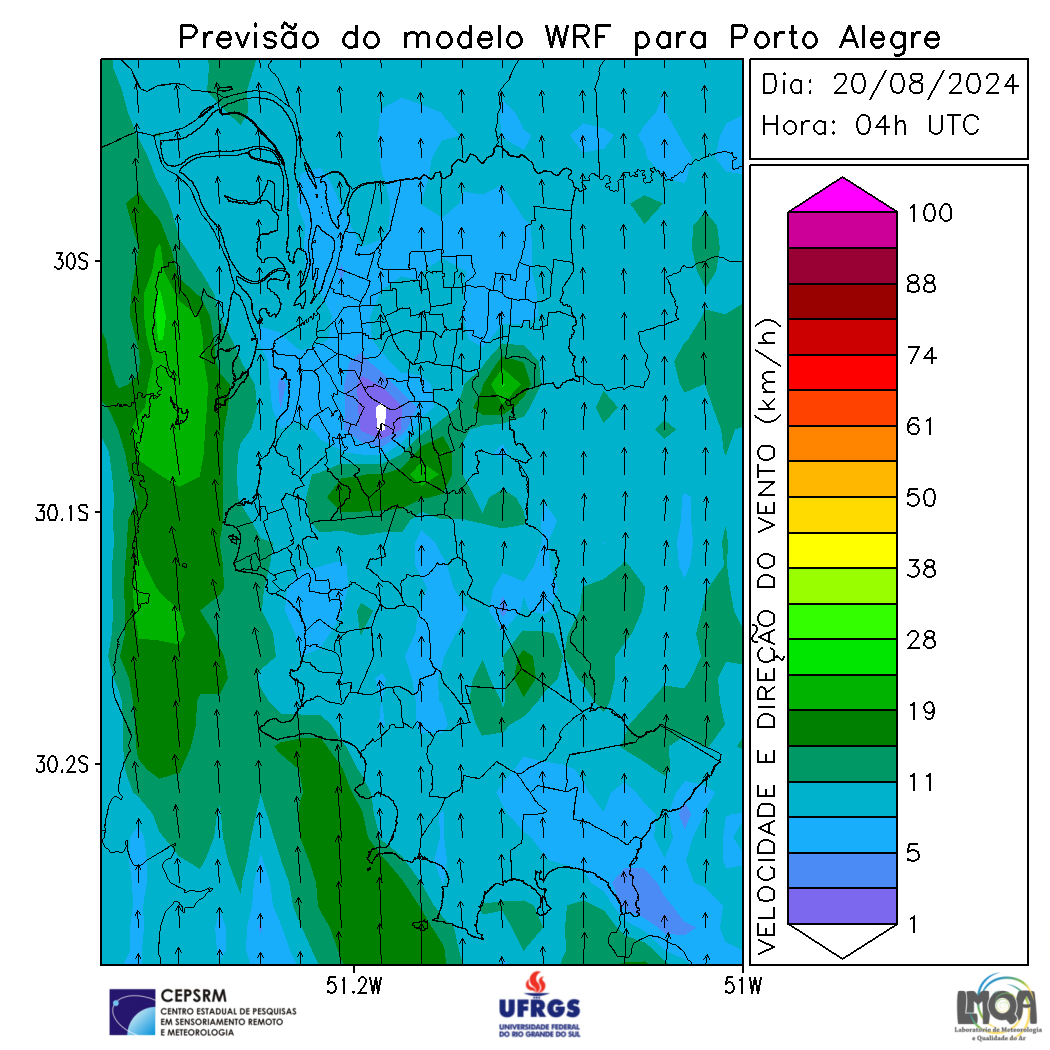 Previsão do modelo WRF para Porto Alegre
Dia: 20/08/2024
Hora: 04h UTC
30S
30.1S
30.2S
51.2W
51W
VELOCIDADE E DIREÇÃO DO VENTO (km/h)
100
88
74
61
50
38
28
19
11
5
1
CEPSRM
CENTRO ESTADUAL DE PESQUISAS
EM SENSORIAMENTO REMOTO
E METEOROLOGIA
UFRGS
UNIVERSIDADE FEDERAL
DO RIO GRANDE DO SUL
LMQA
Laboratório de Meteorologia
e Qualidade do Ar